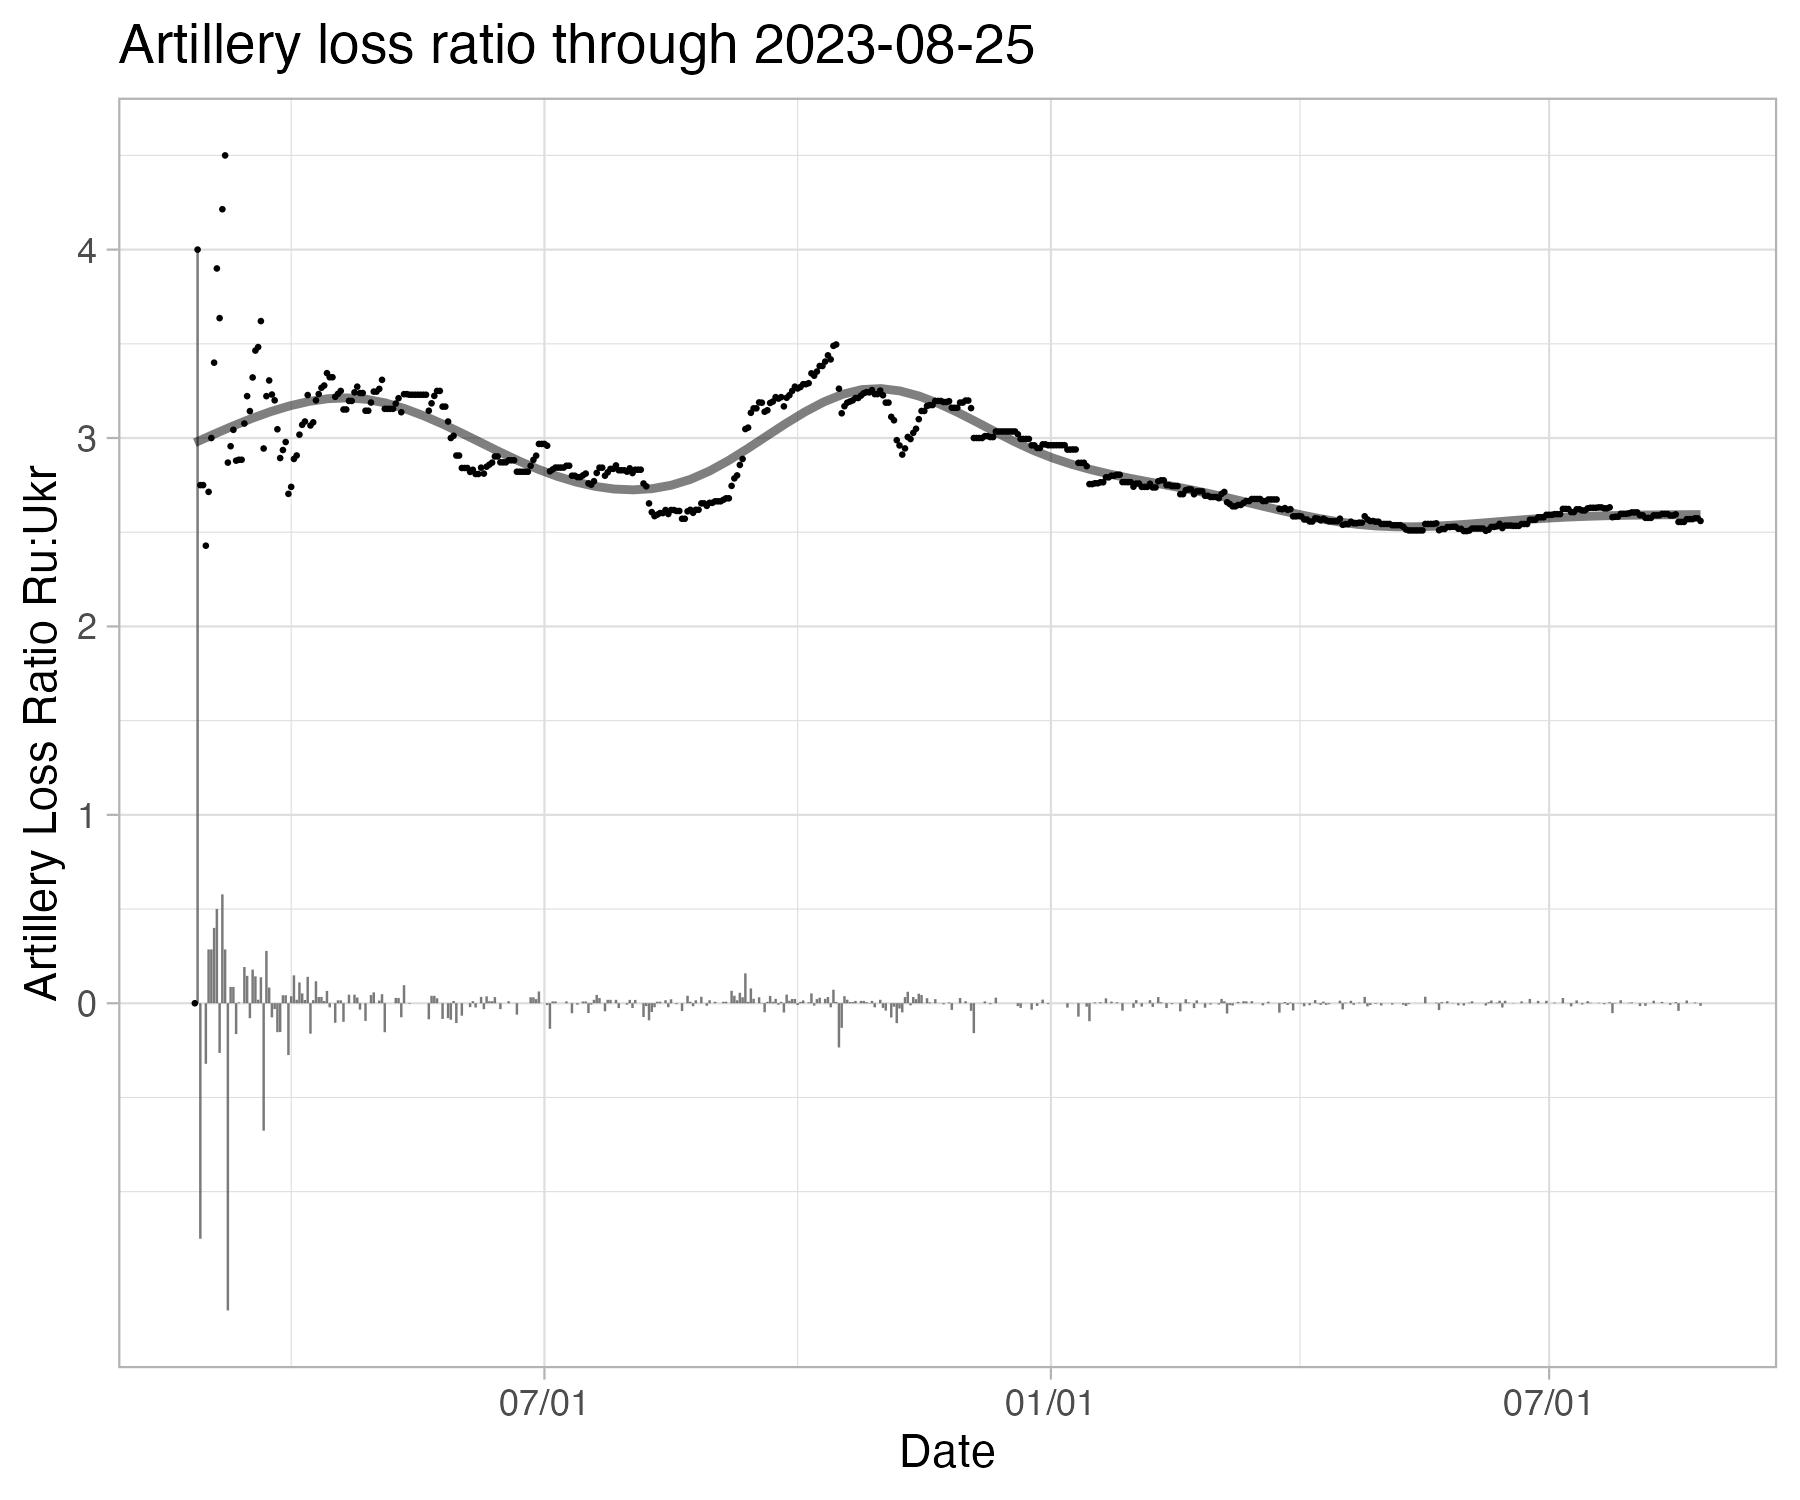 Artillery loss ratio through 2023-08-25
Artillery Loss Ratio Ru:Ukr
4
3
2
1
0
07/01
01/01
07/01
Date